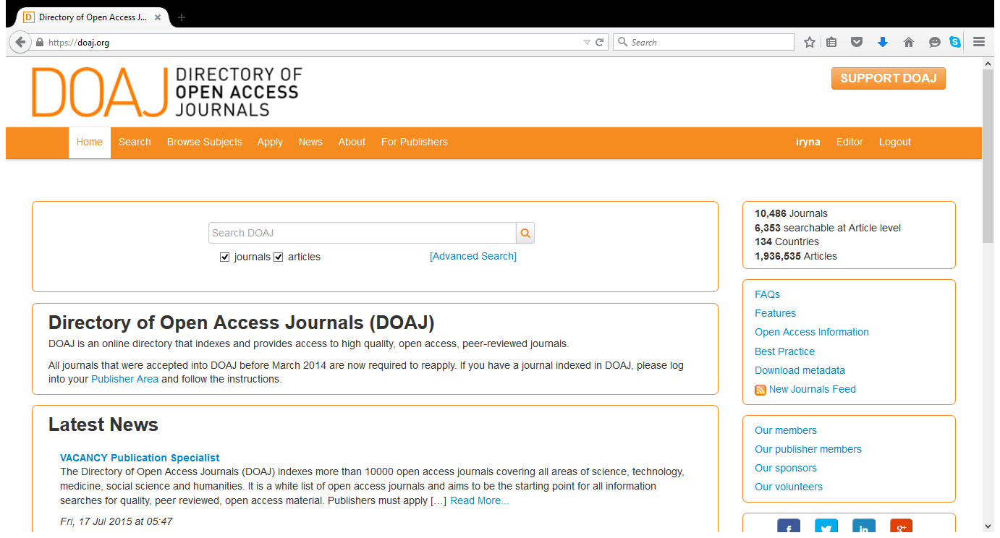 D Directory of Open Access J...
https://doaj.org
Search
DOAJ
DIRECTORY OF
OPEN ACCESS
JOURNALS
SUPPORT DOAJ
Home Search Browse Subjects Apply News About For Publishers iryna Editor Logout
Search DOAJ
journals articles [Advanced Search]
Directory of Open Access Journals (DOAJ)
DOAJ is an online directory that indexes and provides access to high quality, open access, peer-reviewed journals.
All journals that were accepted into DOAJ before March 2014 are now required to reapply. If you have a journal indexed in DOAJ, please log
into your Publisher Area and follow the instructions.
Latest News
VACANCY Publication Specialist
The Directory of Open Access Journals (DOAJ) indexes more than 10000 open access journals covering all areas of science, technology,
medicine, social science and humanities. It is a white list of open access journals and aims to be the starting point for all information
searches for quality, peer reviewed, open access material. Publishers must apply […] Read More...
Fri, 17 Jul 2015 at 05:47
10,486 Journals
6,353 searchable at Article level
134 Countries
1,936,535 Articles
FAQs
Features
Open Access Information
Best Practice
Download metadata
New Journals Feed
Our members
Our publisher members
Our sponsors
Our volunteers
f in g+